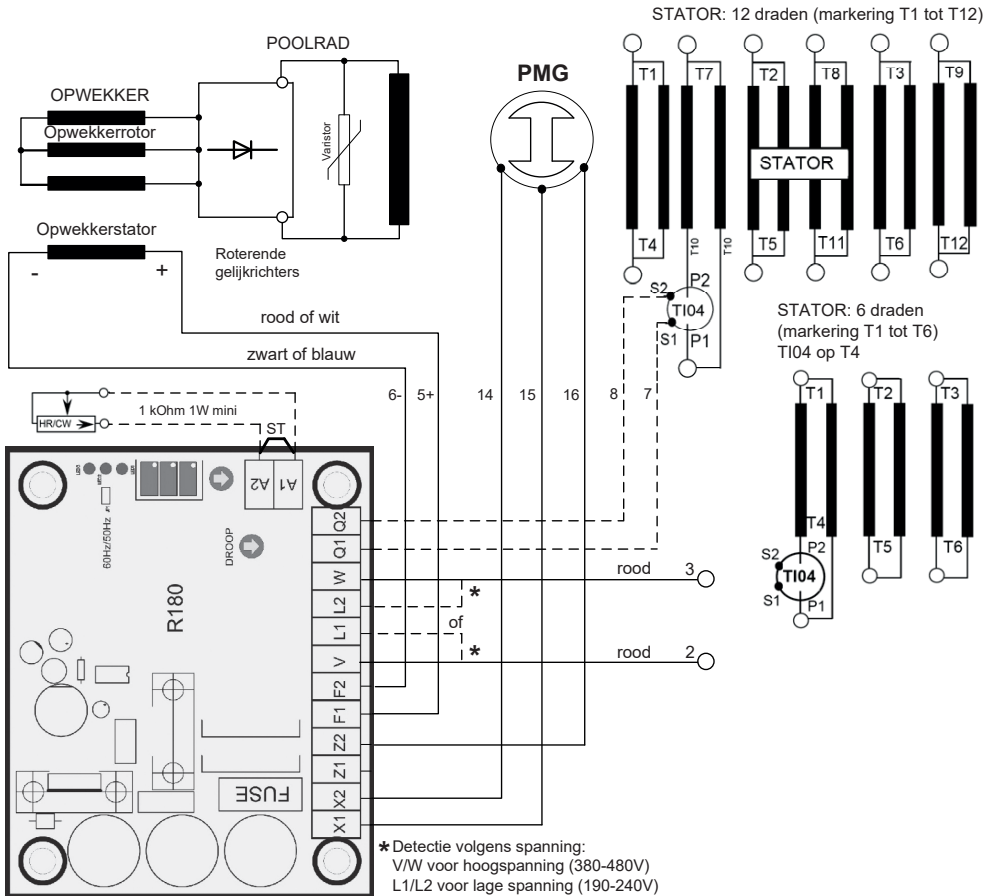 STATOR: 12 draden (markering T1 tot T12)
POOLRAD
PMG
OPWEKKER
Opwekkerrotor
Varistor
T1
T7
T2
T8
T3
T9
STATOR
Opwekkerstator
-
+
Roterende
gelijkrichters
T4
T10
T10
T5
T11
T6
T12
S2
P2
TI04
S1
P1
STATOR: 6 draden
(markering T1 tot T6)
TI04 op T4
rood of wit
zwart of blauw
6-
5+
14
15
16
8
7
T1
T2
T3
HR/CW
1 kOhm 1W mini
ST
A2
A1
60Hz/50Hz
DROOP
R180
FUSE
Q2
Q1
W
L2
L1
V
F2
F1
Z2
Z1
X2
X1
rood
3
*
of
*
rood
2
T4
P2
S2
TI04
S1
P1
T5
T6
* Detectie volgens spanning:
V/W voor hoogspanning (380-480V)
L1/L2 voor lage spanning (190-240V)